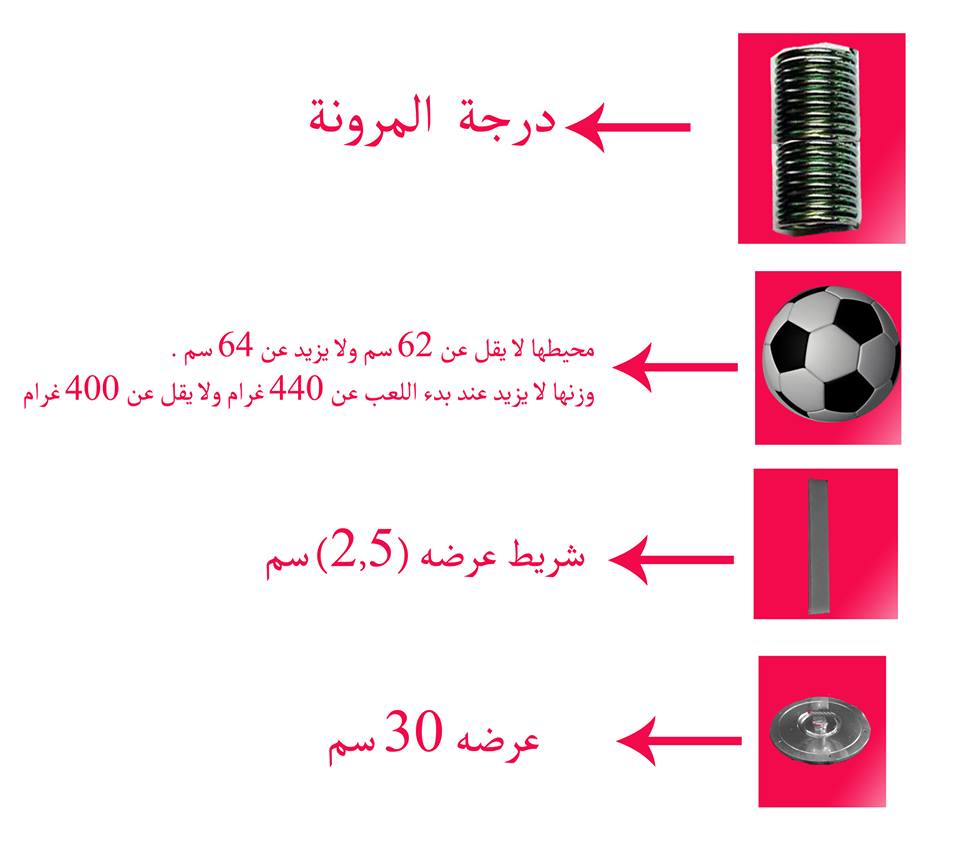 درجة المرونة
محيطها لا يقل عن 62 سم ولا يزيد عن 64 سم .
وزنها لا يزيد عند بدء اللعب عن 440 غرام ولا يقل عن 400 غرام
شريط عرضه (2,5) سم
عرضه 30 سم